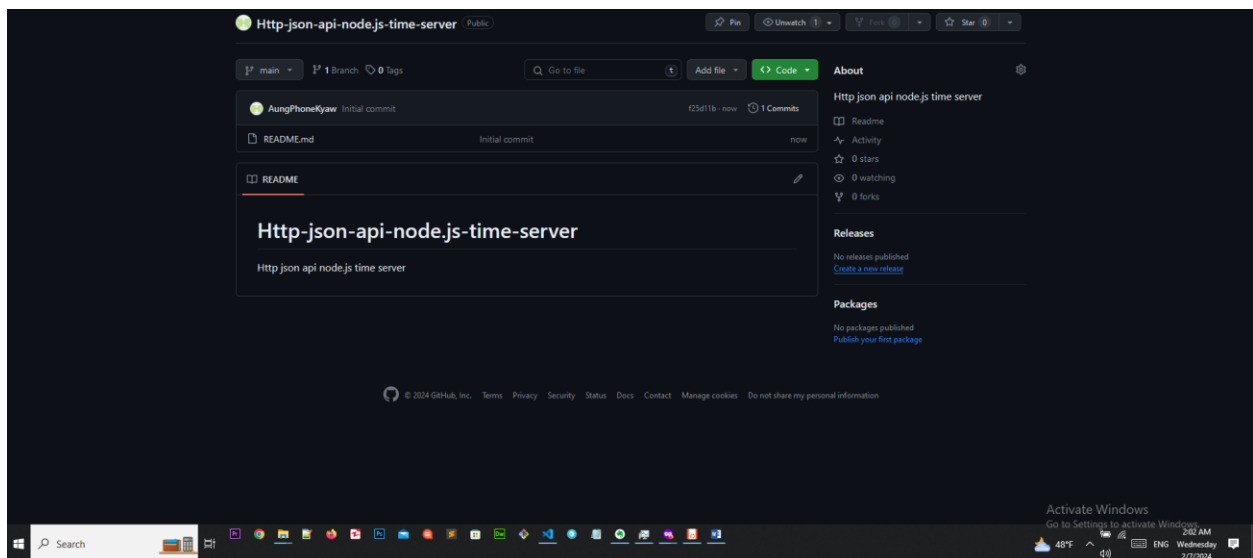 Http-json-api-node.js-time-server Public
Pin Unwatch 1 Fork Star 0
main 1 Branch 0 Tags Go to file t Add file Code About
Http json api node.js time server
AungPhoneKyaw Initial commit f25d11b · now 1 Commits
Readme
README.md Initial commit now
Activity
0 stars
README
0 watching
0 forks
Http-json-api-node.js-time-server
Http json api node.js time server
Releases
No releases published
Create a new release
Packages
No packages published
Publish your first package
© 2024 GitHub, Inc. Terms Privacy Security Status Docs Contact Manage cookies Do not share my personal information
Activate Windows
Go to Settings to activate Windows.
Search
48°F ENG
2:02 AM
Wednesday
2/7/2024